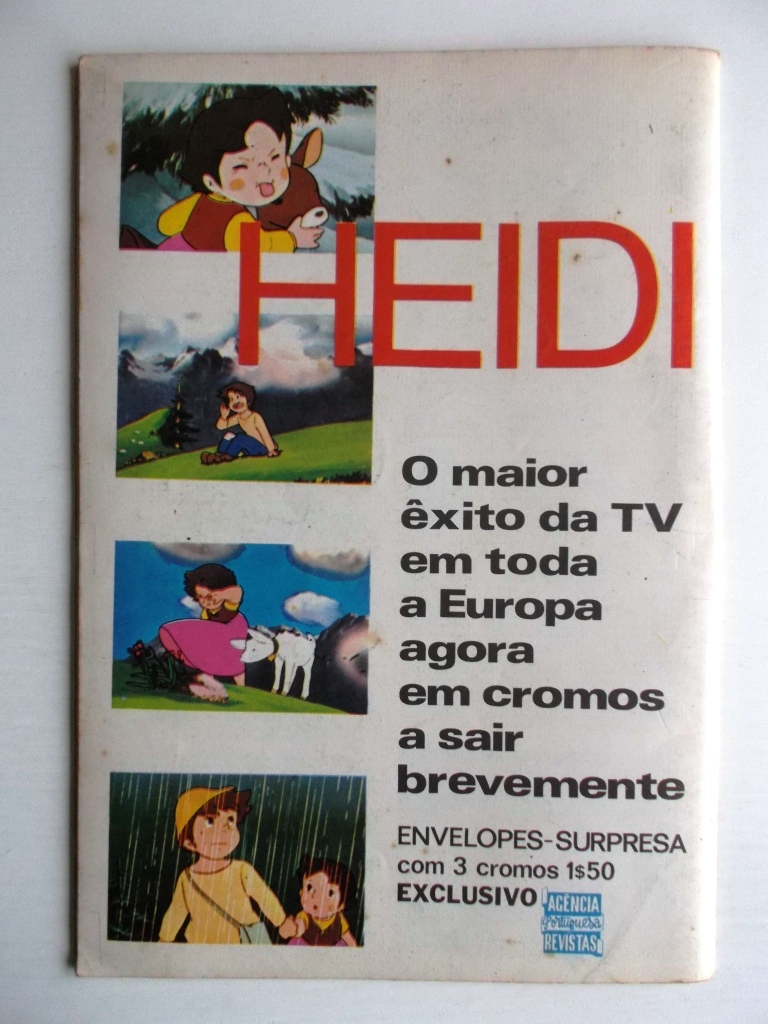 HEIDI
O maior
êxito da TV
em toda
a Europa
agora
em cromos
a sair
brevemente
ENVELOPES-SURPRESA
com 3 cromos 1$50
EXCLUSIVO
AGÊNCIA
portuguesa
REVISTAS